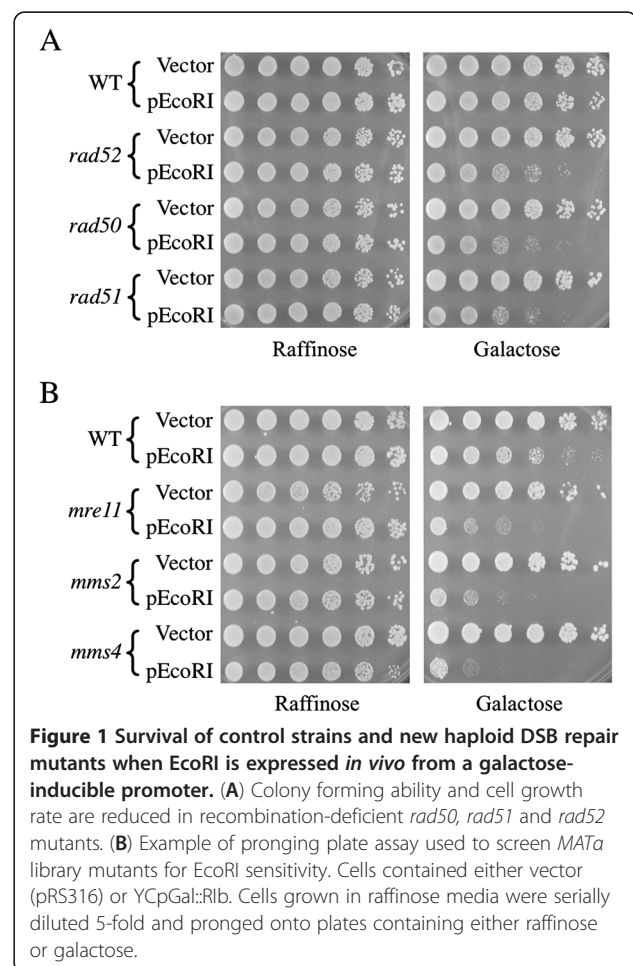 A
WT
Vector
pEcoRI
rad52
Vector
pEcoRI
rad50
Vector
pEcoRI
rad51
Vector
pEcoRI
Raffinose
Galactose
B
WT
Vector
pEcoRI
mre11
Vector
pEcoRI
mms2
Vector
pEcoRI
mms4
Vector
pEcoRI
Raffinose
Galactose
Figure 1 Survival of control strains and new haploid DSB repair
mutants when EcoRI is expressed in vivo from a galactose-
inducible promoter. (A) Colony forming ability and cell growth
rate are reduced in recombination-deficient rad50, rad51 and rad52
mutants. (B) Example of pronging plate assay used to screen MATα
library mutants for EcoRI sensitivity. Cells contained either vector
(pRS316) or YCpGal::RIb. Cells grown in raffinose media were serially
diluted 5-fold and pronged onto plates containing either raffinose
or galactose.